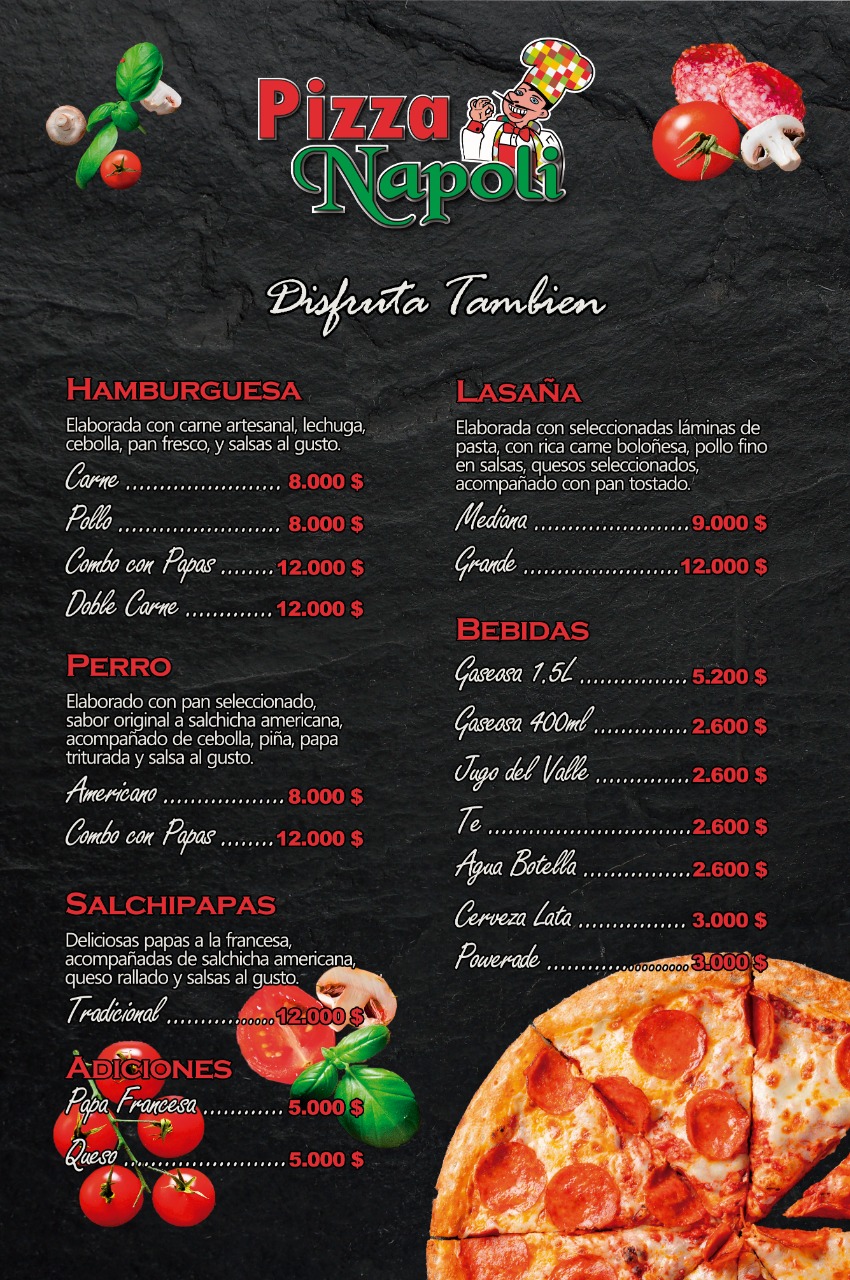 Pizza
Napoli
Disfruta Tambien
HAMBURGUESA
Elaborada con carne artesanal, lechuga,
cebolla, pan fresco, y salsas al gusto.
Carne ....................... 8.000 $
Pollo ........................ 8.000 $
Combo con Papas ........12.000 $
Doble Carne .............12.000 $
PERRO
Elaborado con pan seleccionado,
sabor original a salchicha americana,
acompañado de cebolla, piña, papa
triturada y salsa al gusto.
Americano ..................8.000 $
Combo con Papas ........12.000 $
SALCHIPAPAS
Deliciosas papas a la francesa,
acompañadas de salchicha americana,
queso rallado y salsas al gusto.
Tradicional ................12.000 $
ADICIONES
Papa Francesa ............ 5.000 $
Queso ........................5.000 $
LASAÑA
Elaborada con seleccionadas láminas de
pasta, con rica carne boloñesa, pollo fino
en salsas, quesos seleccionados,
acompañado con pan tostado.
Mediana .......................9.000 $
Grande .......................12.000 $
BEBIDAS
Gaseosa 1.5L ................5.200 $
Gaseosa 400ml ..............2.600 $
Jugo del Valle ..............2.600 $
Te ..............................2.600 $
Agua Botella ................2.600 $
Cerveza Lata ................ 3.000 $
Powerade .....................3.000 $